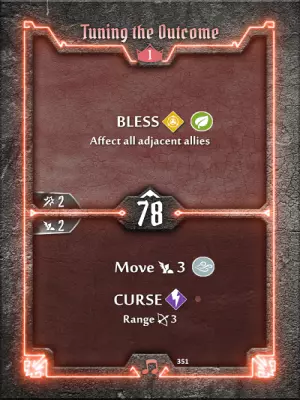 Tuning the Outcome
1
BLESS
Affect all adjacent allies
2
78
2
Move 3
CURSE
Range 3
351